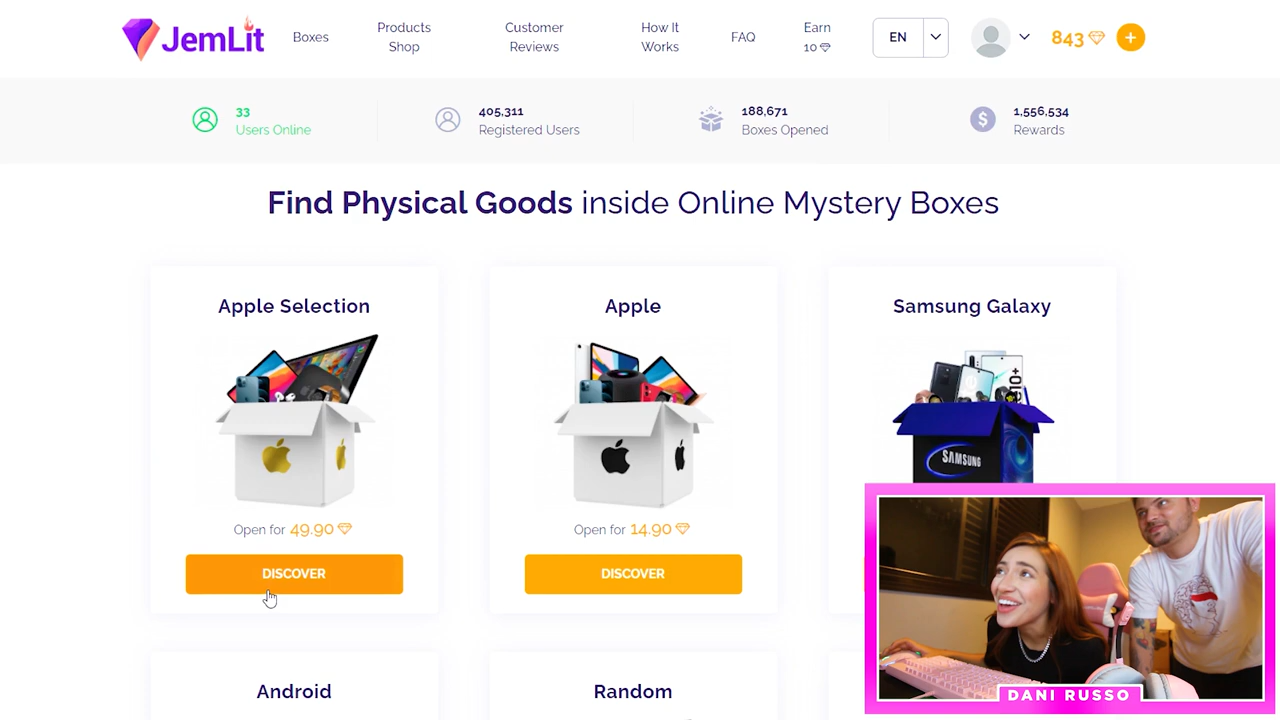 JemLit
Boxes
Products
Shop
Customer
Reviews
How It
Works
FAQ
Earn
10
EN
843
+
33
Users Online
405,311
Registered Users
188,671
Boxes Opened
$
1,556,534
Rewards
Find Physical Goods inside Online Mystery Boxes
Apple Selection
Apple
Samsung Galaxy
10+
SAMSUNG
Open for 49.90
Open for 14.90
DISCOVER
DISCOVER
Android
Random
DANI RUSSO